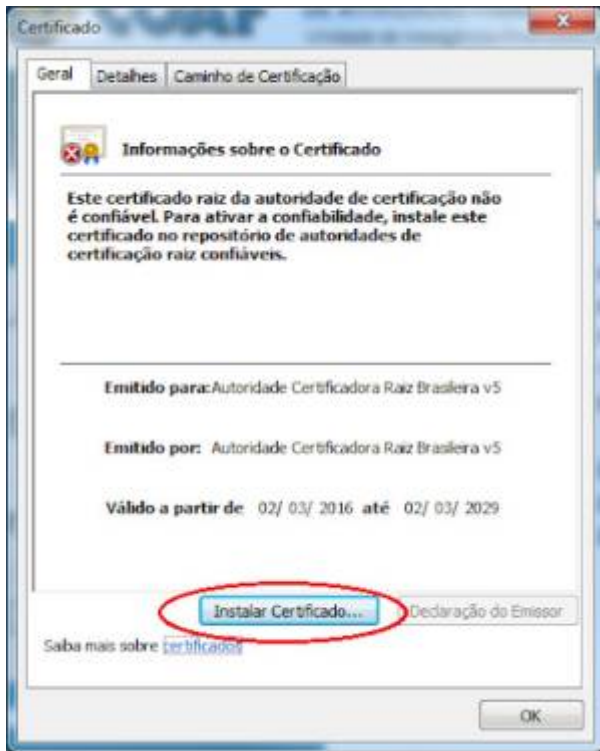 Certificado
Geral Detalhes Caminho de Certificação
Informações sobre o Certificado
Este certificado raiz da autoridade de certificação não
é confiável. Para ativar a confiabilidade, instale este
certificado no repositório de autoridades de
certificação raiz confiáveis.
Emitido para: Autoridade Certificadora Raiz Brasileira v5
Emitido por: Autoridade Certificadora Raiz Brasileira v5
Válido a partir de 02/ 03/ 2016 até 02/ 03/ 2029
Instalar Certificado... Declaração do Emissor
Saiba mais sobre certificados
OK